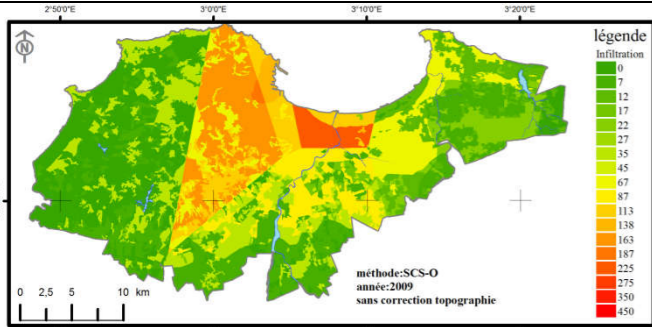 2°50'0"E 3°0'0"E 3°10'0"E 3°20'0"E
N
légende
Infiltration
0
7
12
17
22
27
35
45
67
87
113
138
163
187
225
275
350
450
méthode:SCS-O
année:2009
sans correction topographie
0 2,5 5 10 km